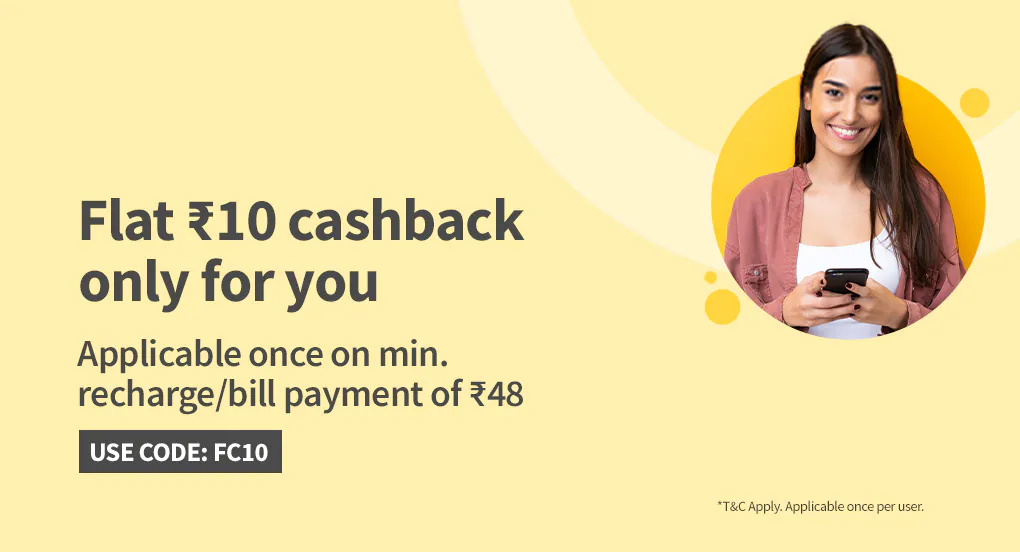 Flat ₹10 cashback
only for you
Applicable once on min.
recharge/bill payment of ₹48
USE CODE: FC10
*T&C Apply. Applicable once per user.